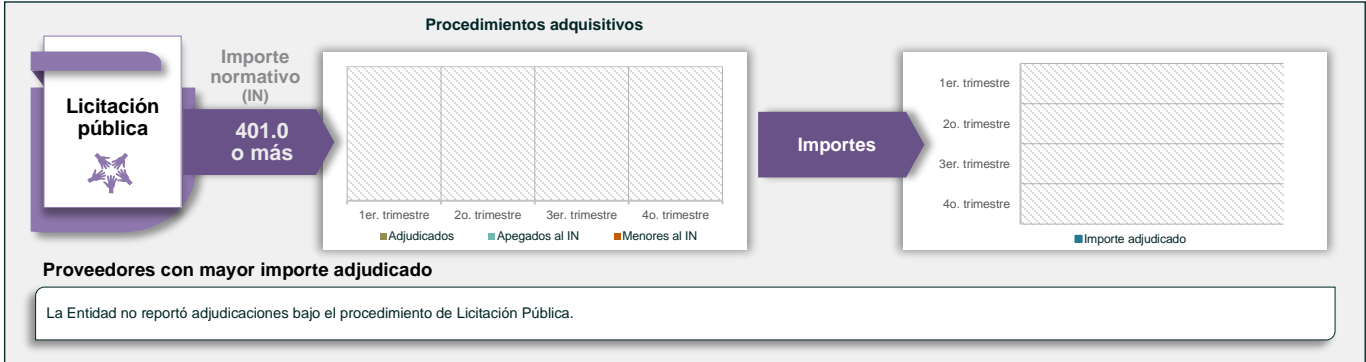 Procedimientos adquisitivos
Licitación
pública
Importe
normativo
(IN)
401.0
o más
1er. trimestre
2o. trimestre
3er. trimestre
4o. trimestre
Adjudicados
Apegados al IN
Menores al IN
Importes
1er. trimestre
2o. trimestre
3er. trimestre
4o. trimestre
Importe adjudicado
Proveedores con mayor importe adjudicado
La Entidad no reportó adjudicaciones bajo el procedimiento de Licitación Pública.